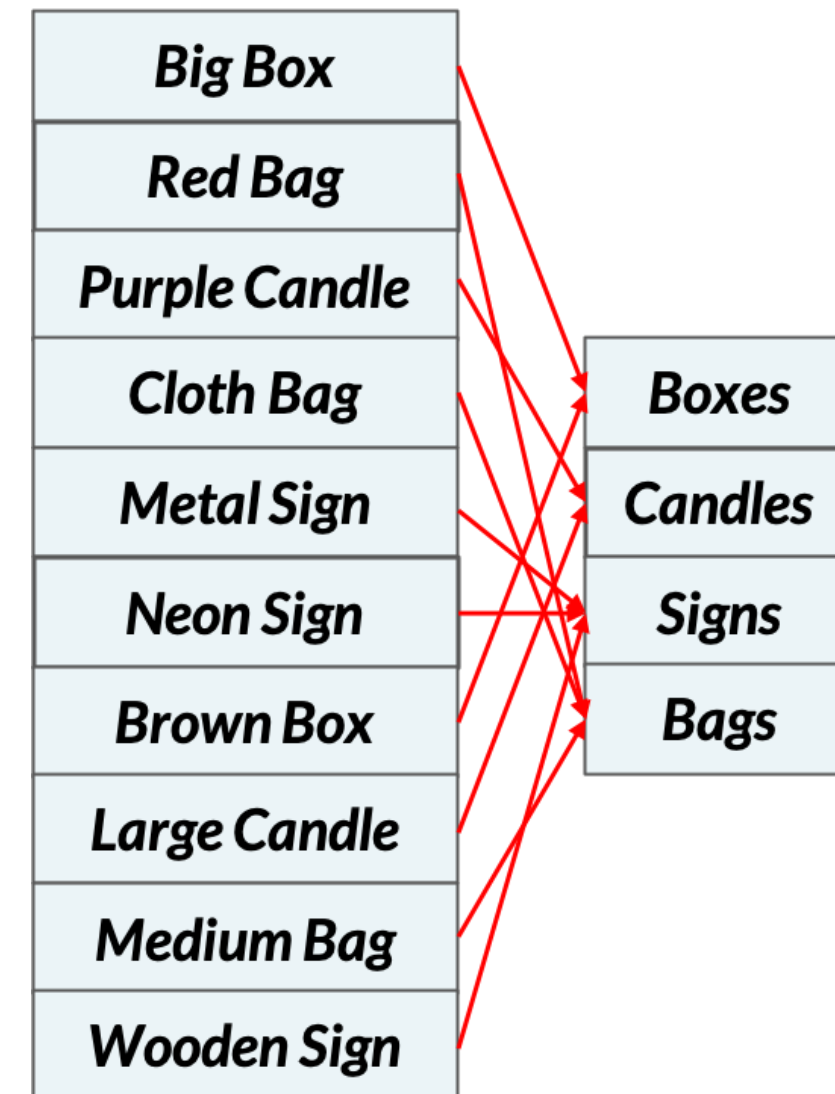 Big Box
Red Bag
Purple Candle
Cloth Bag
Metal Sign
Neon Sign
Brown Box
Large Candle
Medium Bag
Wooden Sign
Boxes
Candles
Signs
Bags